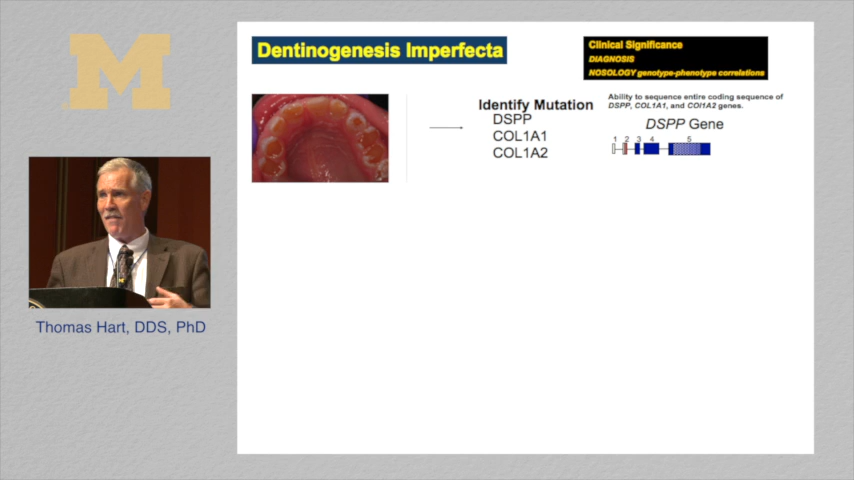 M
Dentinogenesis Imperfecta
Clinical Significance
DIAGNOSIS
NOSOLOGY genotype-phenotype correlations
Identify Mutation
DSPP
COL1A1
COL1A2
Ability to sequence entire coding sequence of
DSPP, COL1A1, and COl1A2 genes.
DSPP Gene
1 2 3 4 5
Thomas Hart, DDS, PhD